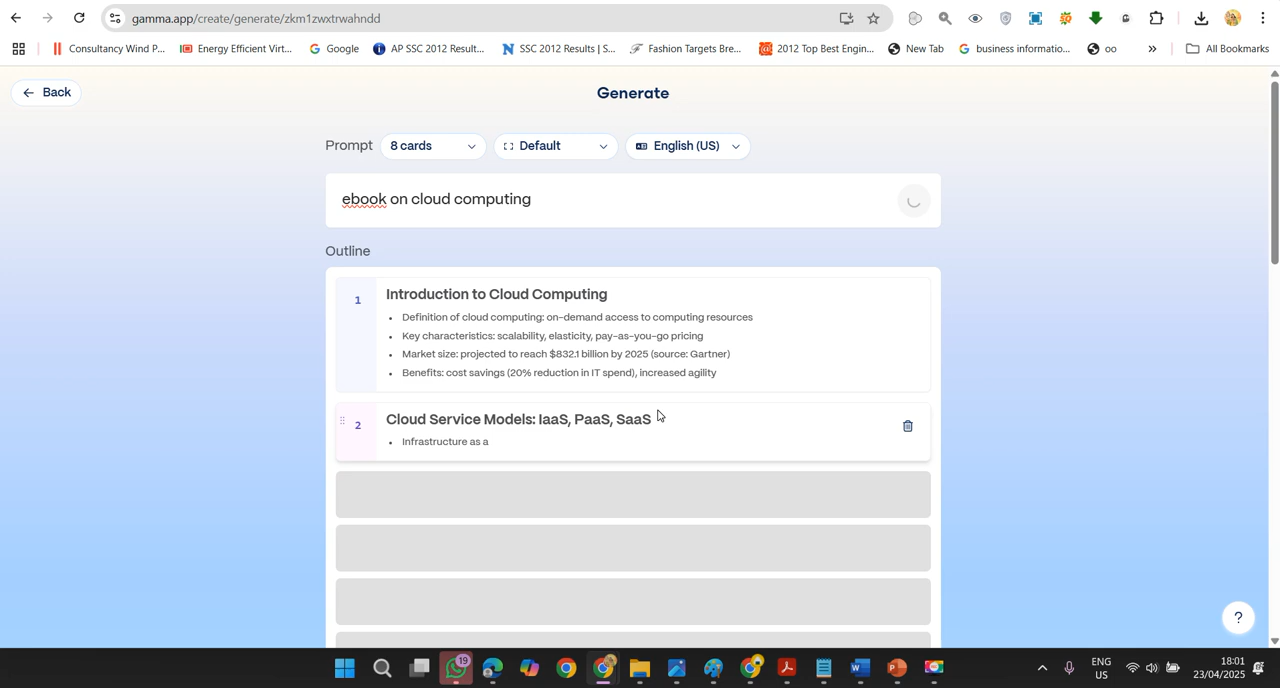 gamma.app/create/generate/zkm1zwxtrwahndd
Consultancy Wind P...
Energy Efficient Virt...
Google
AP SSC 2012 Result...
SSC 2012 Results | S...
Fashion Targets Bre...
2012 Top Best Engin...
New Tab
business informatio...
oo
All Bookmarks
Back
Generate
Prompt
8 cards
Default
English (US)
ebook on cloud computing
Outline
1
Introduction to Cloud Computing
• Definition of cloud computing: on-demand access to computing resources
• Key characteristics: scalability, elasticity, pay-as-you-go pricing
• Market size: projected to reach $832.1 billion by 2025 (source: Gartner)
• Benefits: cost savings (20% reduction in IT spend), increased agility
2
Cloud Service Models: IaaS, PaaS, SaaS
• Infrastructure as a
?
19
ENG
US
18:01
23/04/2025